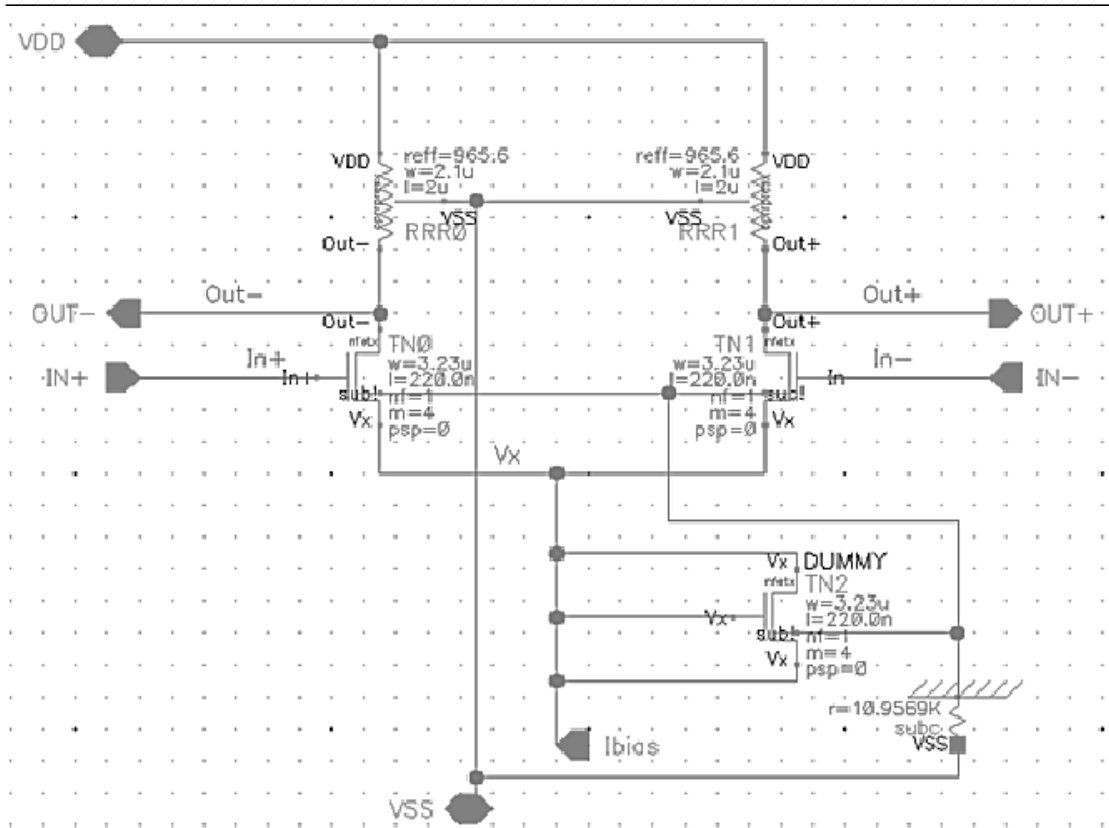 VDD
VDD
reff=965.6
w=2.1u
l=2u
VSS
RRR0
Out-
reff=965.6
w=2.1u
l=2u
VDD
VSS
RRR1
Out+
OUT-
Out-
Out+
OUT+
Out-
TN0
nfetx
w=3.23u
l=220.0n
nf=1
m=4
psp=0
IN+
In+
In+
sub!
Vx
Out+
TN1
nfetx
w=3.23u
l=220.0n
sub!
nf=1
m=4
psp=0
Vx
In-
In-
IN-
Vx
Vx
DUMMY
nfetx
TN2
w=3.23u
l=220.0n
Vx
sub!
nf=1
m=4
Vx
psp=0
r=10.9569K
subc
VSS
Ibias
VSS